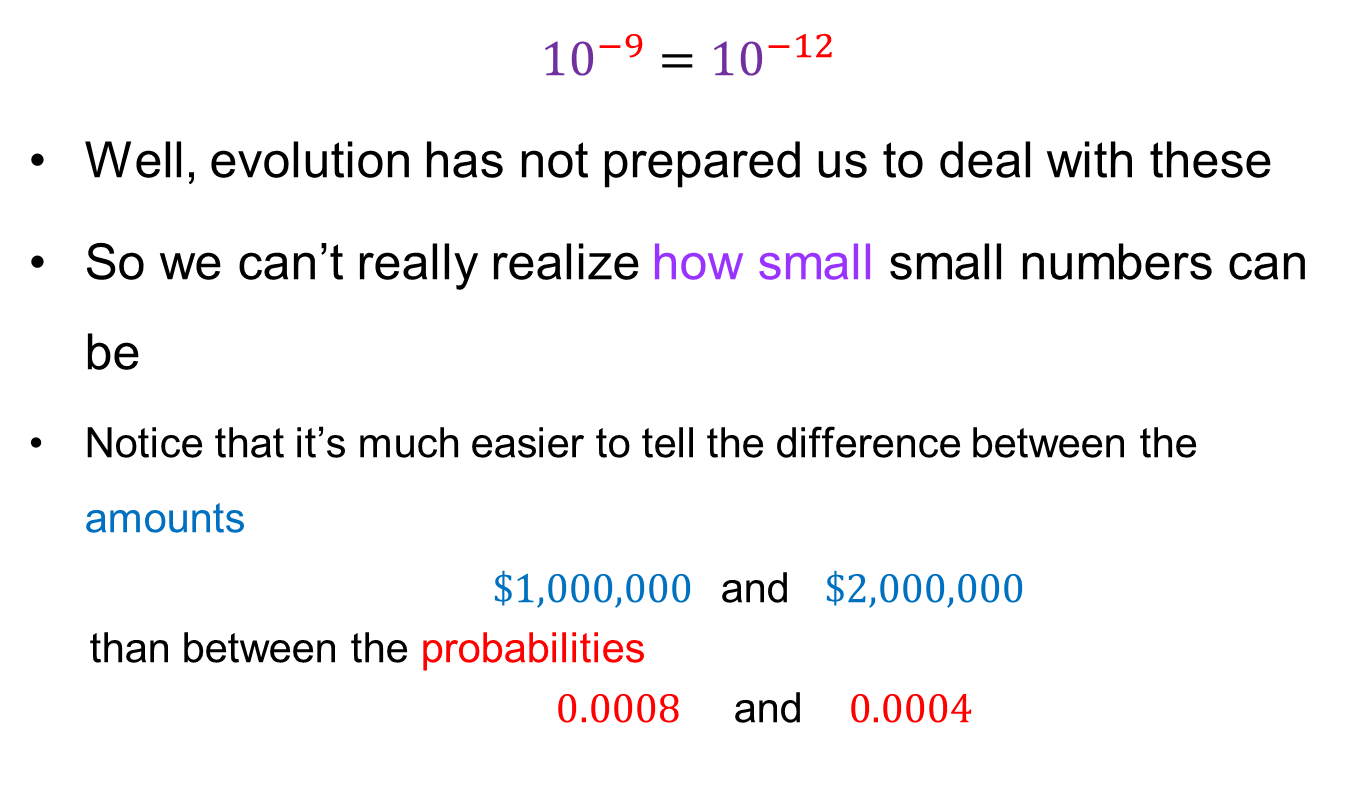 10⁻⁹ = 10⁻¹²
• Well, evolution has not prepared us to deal with these
• So we can’t really realize how small small numbers can
be
• Notice that it’s much easier to tell the difference between the
amounts
$1,000,000 and $2,000,000
than between the probabilities
0.0008 and 0.0004